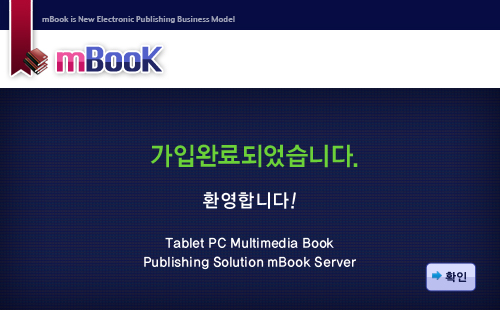 mBook is New Electronic Publishing Business Model
mBooK
가입완료되었습니다.
환영합니다!
Tablet PC Multimedia Book
Publishing Solution mBook Server
확인